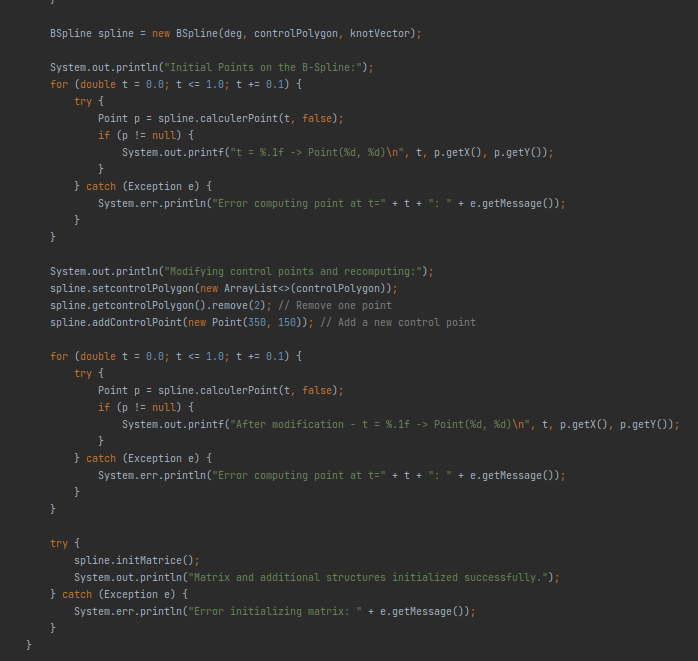 }
BSpline spline = new BSpline(deg, controlPolygon, knotVector);
System.out.println("Initial Points on the B-Spline:");
for (double t = 0.0; t <= 1.0; t += 0.1) {
try {
Point p = spline.calculerPoint(t, false);
if (p != null) {
System.out.printf("t = %.1f -> Point(%d, %d)\n", t, p.getX(), p.getY());
}
} catch (Exception e) {
System.err.println("Error computing point at t=" + t + ": " + e.getMessage());
}
}
System.out.println("Modifying control points and recomputing:");
spline.setcontrolPolygon(new ArrayList<>(controlPolygon));
spline.getcontrolPolygon().remove(2); // Remove one point
spline.addControlPoint(new Point(350, 150)); // Add a new control point
for (double t = 0.0; t <= 1.0; t += 0.1) {
try {
Point p = spline.calculerPoint(t, false);
if (p != null) {
System.out.printf("After modification - t = %.1f -> Point(%d, %d)\n", t, p.getX(), p.getY());
}
} catch (Exception e) {
System.err.println("Error computing point at t=" + t + ": " + e.getMessage());
}
}
try {
spline.initMatrice();
System.out.println("Matrix and additional structures initialized successfully.");
} catch (Exception e) {
System.err.println("Error initializing matrix: " + e.getMessage());
}
}